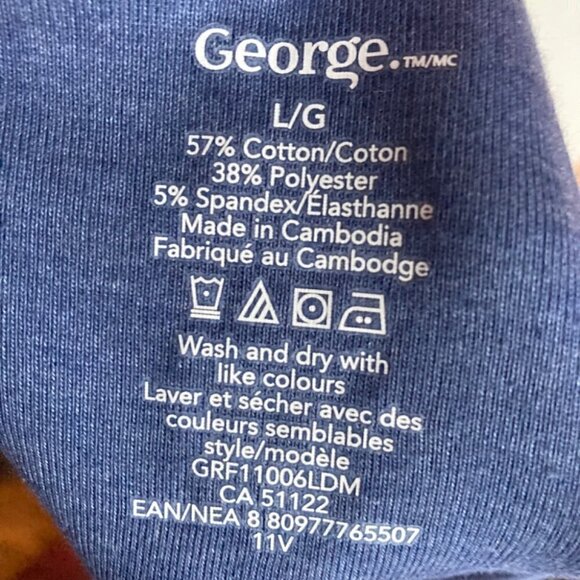 George.™/MC
L/G
57% Cotton/Coton
38% Polyester
5% Spandex/Élasthanne
Made in Cambodia
Fabriqué au Cambodge
Wash and dry with
like colours
Laver et sécher avec des
couleurs semblables
style/modèle
GRF11006LDM
CA 51122
EAN/NEA 8 80977765507
11V